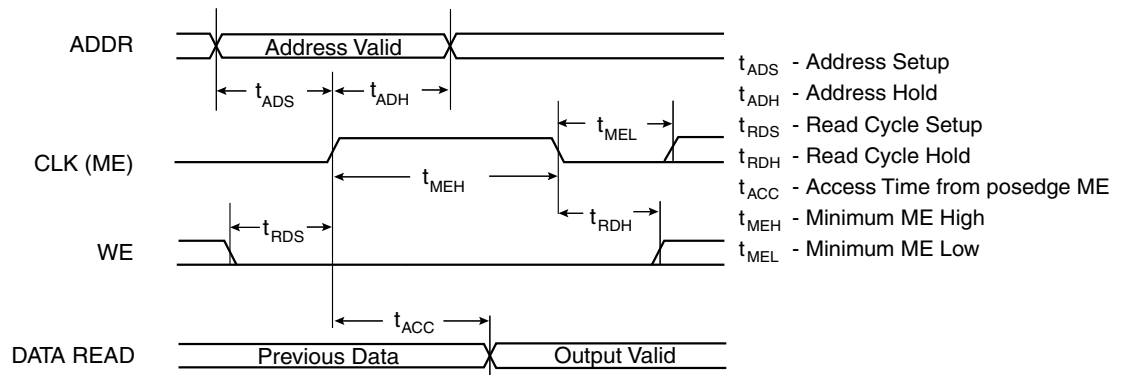 ADDR
Address Valid
tADS
tADH
CLK (ME)
tMEL
tMEH
WE
tRDS
tRDH
tACC
DATA READ
Previous Data
Output Valid
tADS - Address Setup
tADH - Address Hold
tRDS - Read Cycle Setup
tRDH - Read Cycle Hold
tACC - Access Time from posedge ME
tMEH - Minimum ME High
tMEL - Minimum ME Low